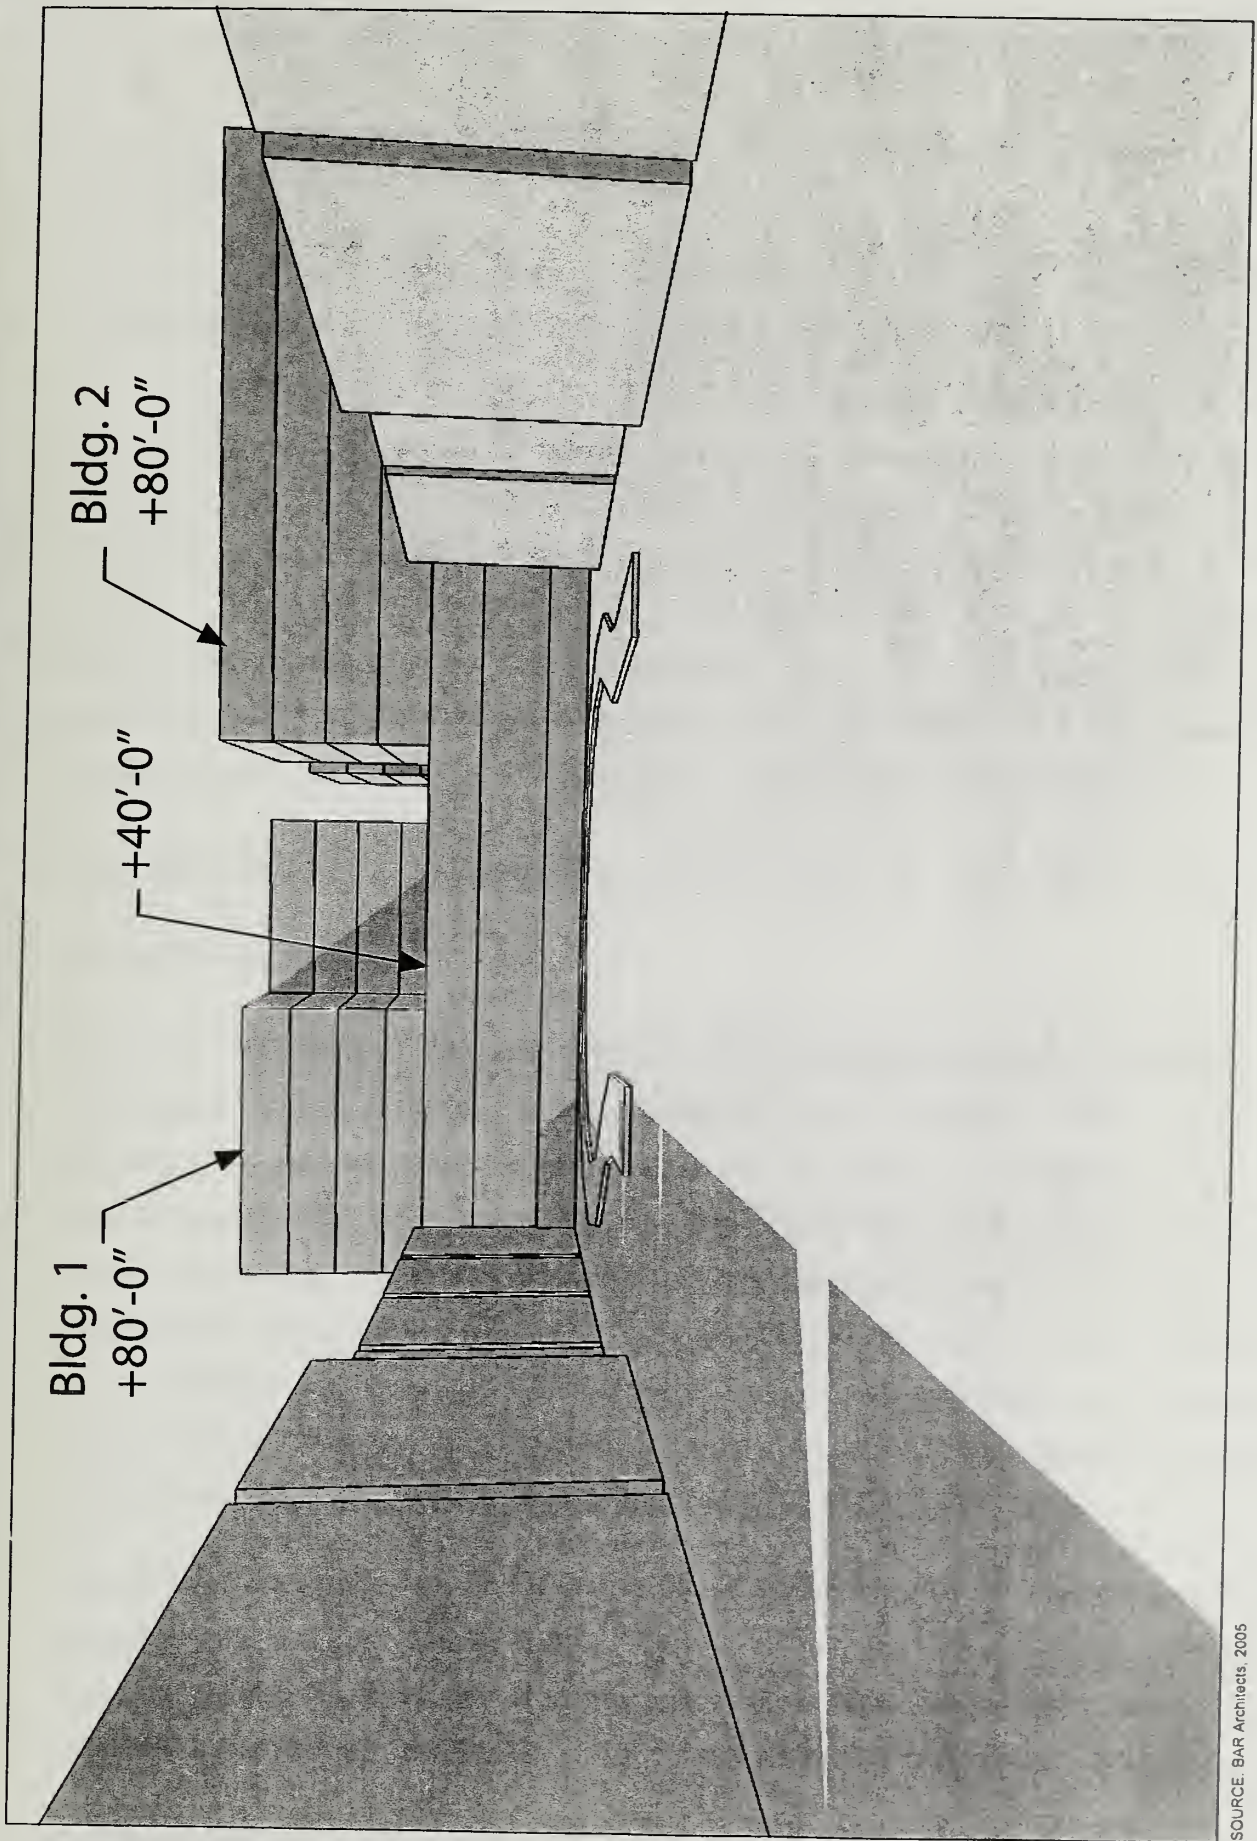 Bldg. 1
+80'-0"
+40'-0"
Bldg. 2
+80'-0"
SOURCE. BAR Architects, 2005